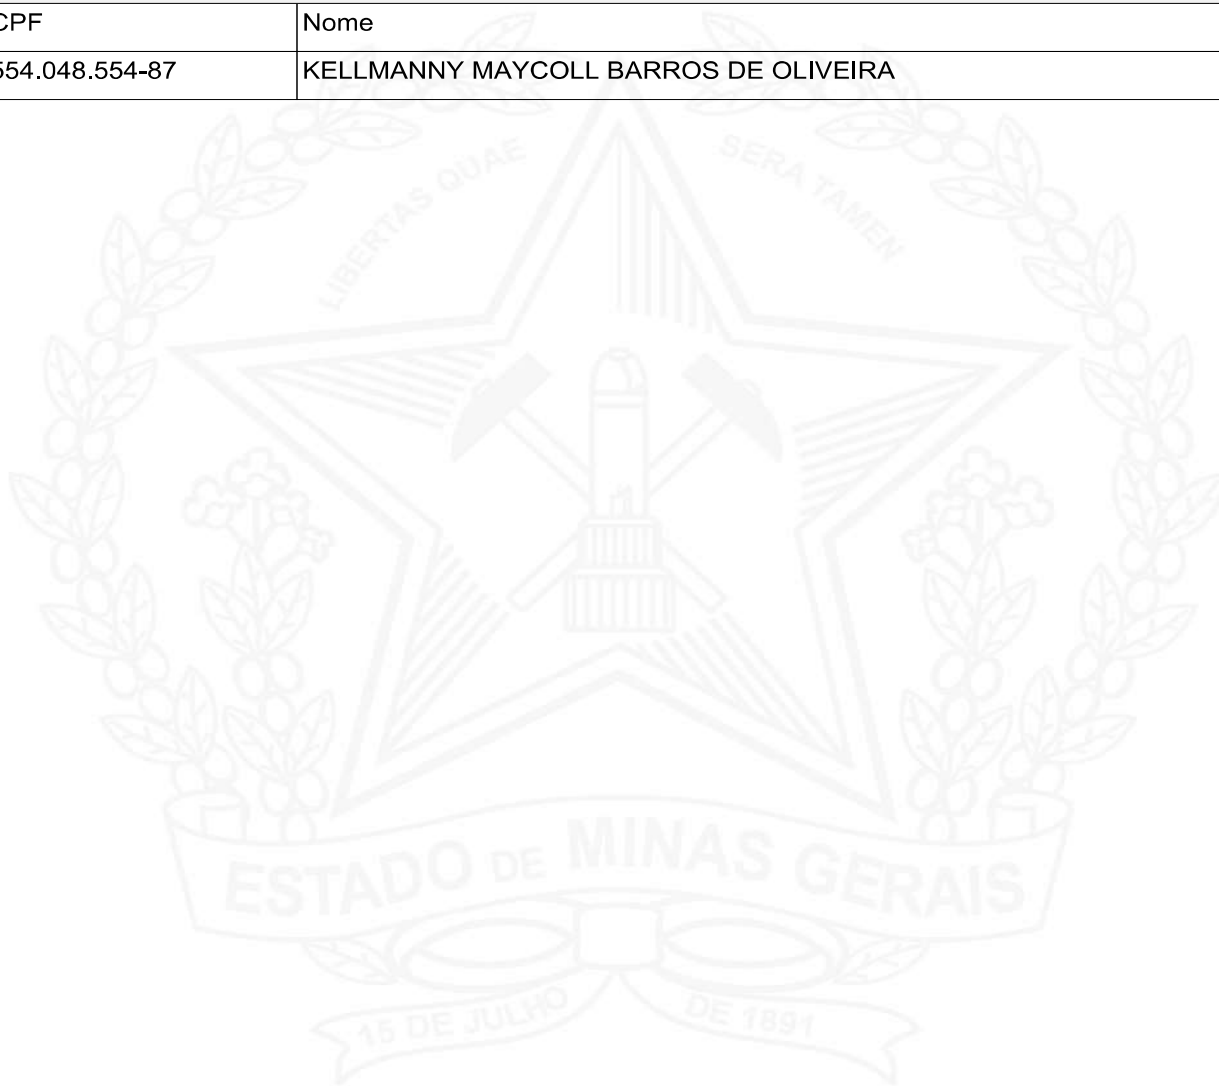 CPF Nome
554.048.554-87 KELLMANNY MAYCOLL BARROS DE OLIVEIRA
LIBERTAS QUAE SERA TAMEN
ESTADO DE MINAS GERAIS
15 DE JULHO DE 1891